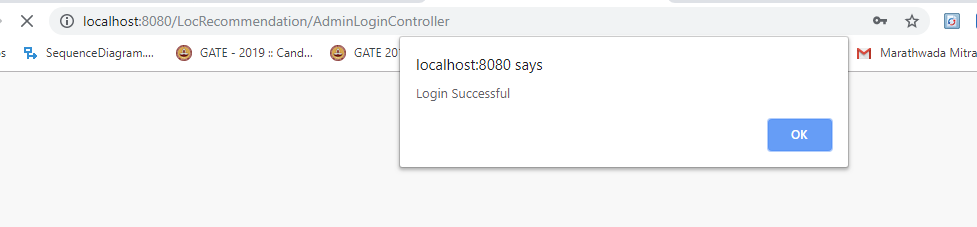 localhost:8080/LocRecommendation/AdminLoginController
SequenceDiagram....
GATE - 2019 :: Cand...
GATE 20
Marathwada Mitra
localhost:8080 says
Login Successful
OK